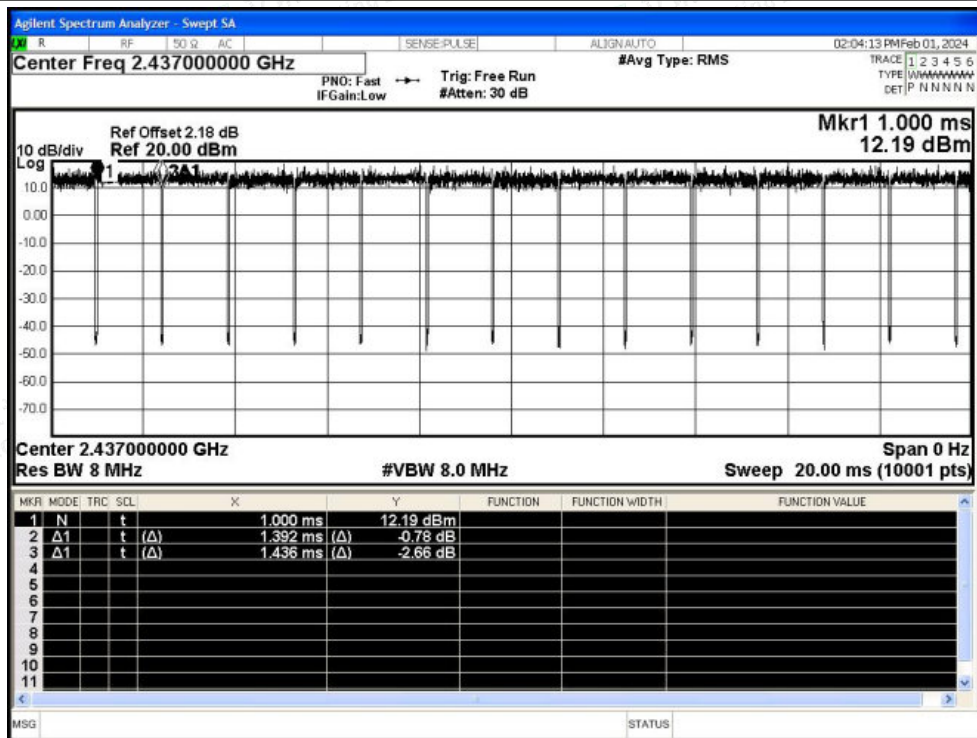 Agilent Spectrum Analyzer - Swept SA
LXI R RF 50 Ω AC SENSE:PULSE ALIGN AUTO 02:04:13 PM Feb 01, 2024
Center Freq 2.437000000 GHz
#Avg Type: RMS
TRACE 1 2 3 4 5 6
PNO: Fast Trig: Free Run
TYPE WWWWWW
IFGain:Low #Atten: 30 dB
DET P N N N N N
Mkr1 1.000 ms
12.19 dBm
Ref Offset 2.18 dB
10 dB/div Ref 20.00 dBm
Log
1
3Δ1
10.0
0.00
-10.0
-20.0
-30.0
-40.0
-50.0
-60.0
-70.0
Center 2.437000000 GHz Span 0 Hz
Res BW 8 MHz #VBW 8.0 MHz Sweep 20.00 ms (10001 pts)
MKR MODE TRC SCL X Y FUNCTION FUNCTION WIDTH FUNCTION VALUE
1 N t 1.000 ms 12.19 dBm
2 Δ1 t (Δ) 1.392 ms (Δ) -0.78 dB
3 Δ1 t (Δ) 1.436 ms (Δ) -2.66 dB
4
5
6
7
8
9
10
11
MSG STATUS